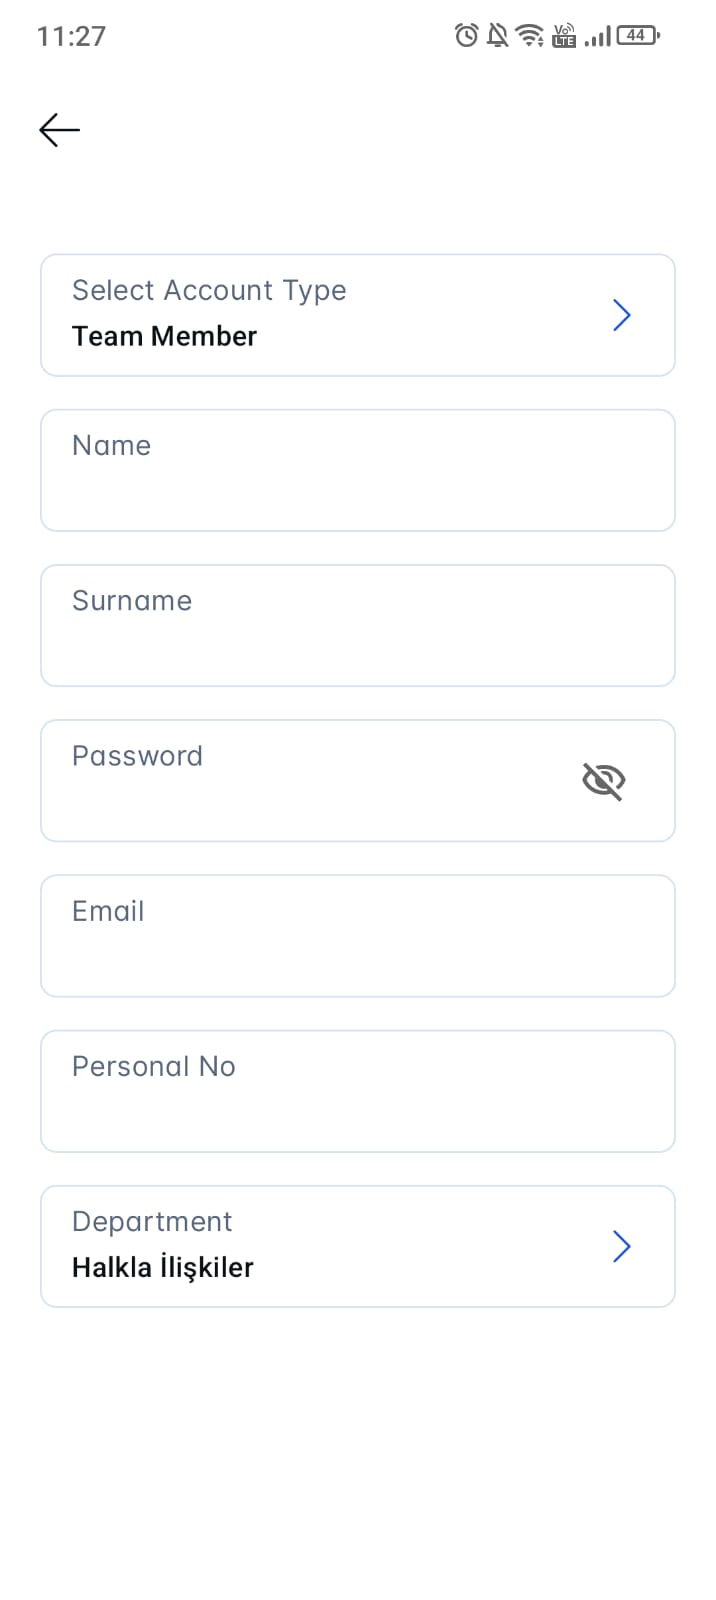 11:27
Vo))
LTE
44
Select Account Type
Team Member
Name
Surname
Password
Email
Personal No
Department
Halkla İlişkiler